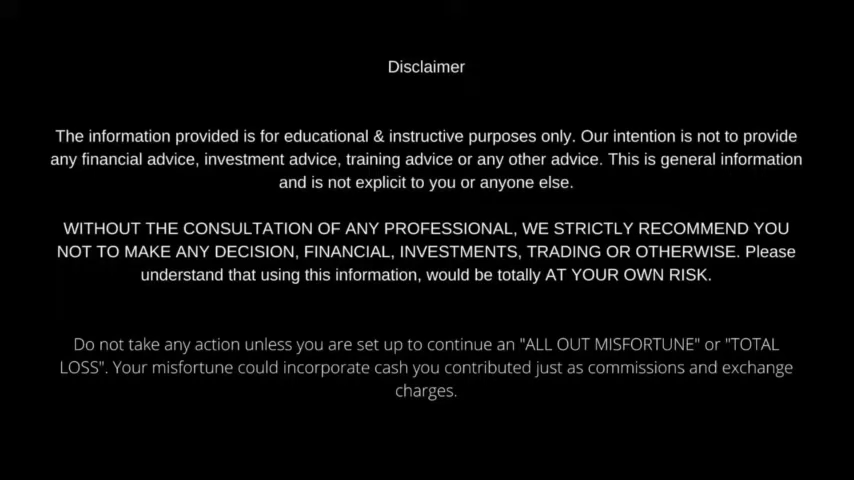 Disclaimer
The information provided is for educational & instructive purposes only. Our intention is not to provide
any financial advice, investment advice, training advice or any other advice. This is general information
and is not explicit to you or anyone else.
WITHOUT THE CONSULTATION OF ANY PROFESSIONAL, WE STRICTLY RECOMMEND YOU
NOT TO MAKE ANY DECISION, FINANCIAL, INVESTMENTS, TRADING OR OTHERWISE. Please
understand that using this information, would be totally AT YOUR OWN RISK.
Do not take any action unless you are set up to continue an "ALL OUT MISFORTUNE" or "TOTAL
LOSS". Your misfortune could incorporate cash you contributed just as commissions and exchange
charges.